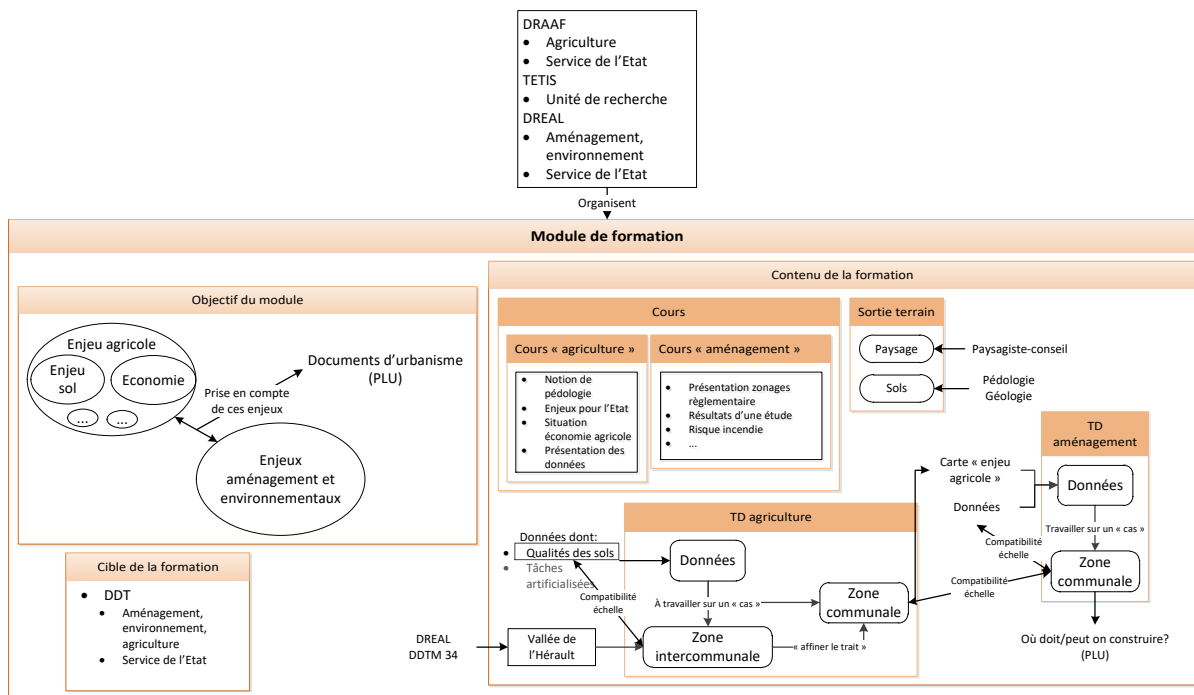 DRAAF
• Agriculture
• Service de l'Etat
TETIS
• Unité de recherche
DREAL
• Aménagement,
environnement
• Service de l'Etat
Organisent
Module de formation
Objectif du module
Enjeu agricole
Enjeu
sol
Economie
...
...
Documents d'urbanisme
(PLU)
Prise en compte
de ces enjeux
Enjeux
aménagement et
environnementaux
Cible de la formation
• DDT
• Aménagement,
environnement,
agriculture
• Service de l'Etat
Contenu de la formation
Cours
Cours « agriculture »
• Notion de
pédologie
• Enjeux pour l'Etat
• Situation
économie agricole
• Présentation des
données
Cours « aménagement »
• Présentation zonages
règlementaire
• Résultats d'une étude
• Risque incendie
• ...
Sortie terrain
Paysage
Paysagiste-conseil
Sols
Pédologie
Géologie
TD
aménagement
Carte « enjeu
agricole »
Données
Données
Travailler sur un « cas »
Compatibilité
échelle
Zone
communale
Compatibilité
échelle
Où doit/peut on construire?
(PLU)
TD agriculture
Données dont:
• Qualités des sols
• Tâches
artificialisées
Données
Compatibilité
échelle
À travailler sur un « cas »
Zone
communale
DREAL
DDTM 34
Vallée de
l'Hérault
Zone
intercommunale
« affiner le trait »